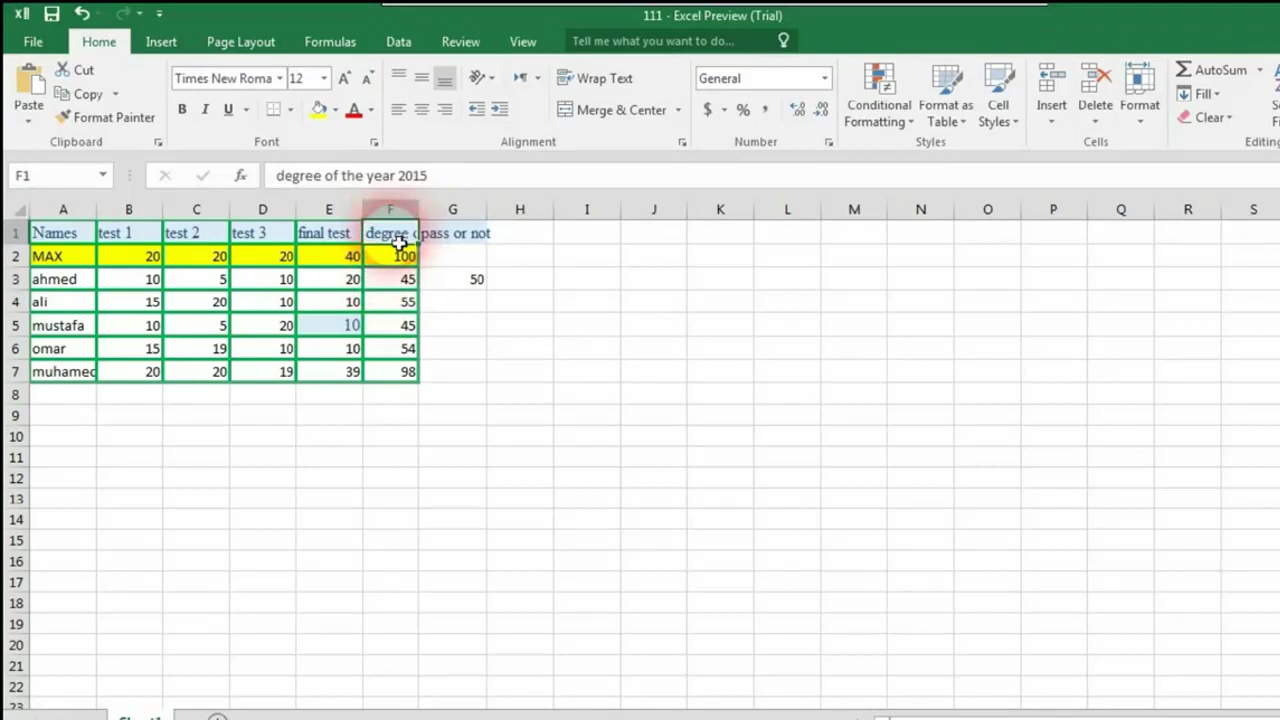 111 - Excel Preview (Trial)
File Home Insert Page Layout Formulas Data Review View Tell me what you want to do...
Cut
Copy
Format Painter
Paste
Clipboard
Times New Roma 12
B I U
Font
Wrap Text
Merge & Center
Alignment
General
$ % ,
Number
Conditional Formatting
Format as Table
Cell Styles
Styles
Insert Delete Format
Cells
AutoSum
Fill
Clear
Editing
F1 fx degree of the year 2015
A B C D E F G H I J K L M N O P Q R S
1 Names test 1 test 2 test 3 final test degree pass or not
2 MAX 20 20 20 40 100
3 ahmed 10 5 10 20 45 50
4 ali 15 20 10 10 55
5 mustafa 10 5 20 10 45
6 omar 15 19 10 10 54
7 muhamed 20 20 19 39 98
8
9
10
11
12
13
14
15
16
17
18
19
20
21
22
23
Sheet1